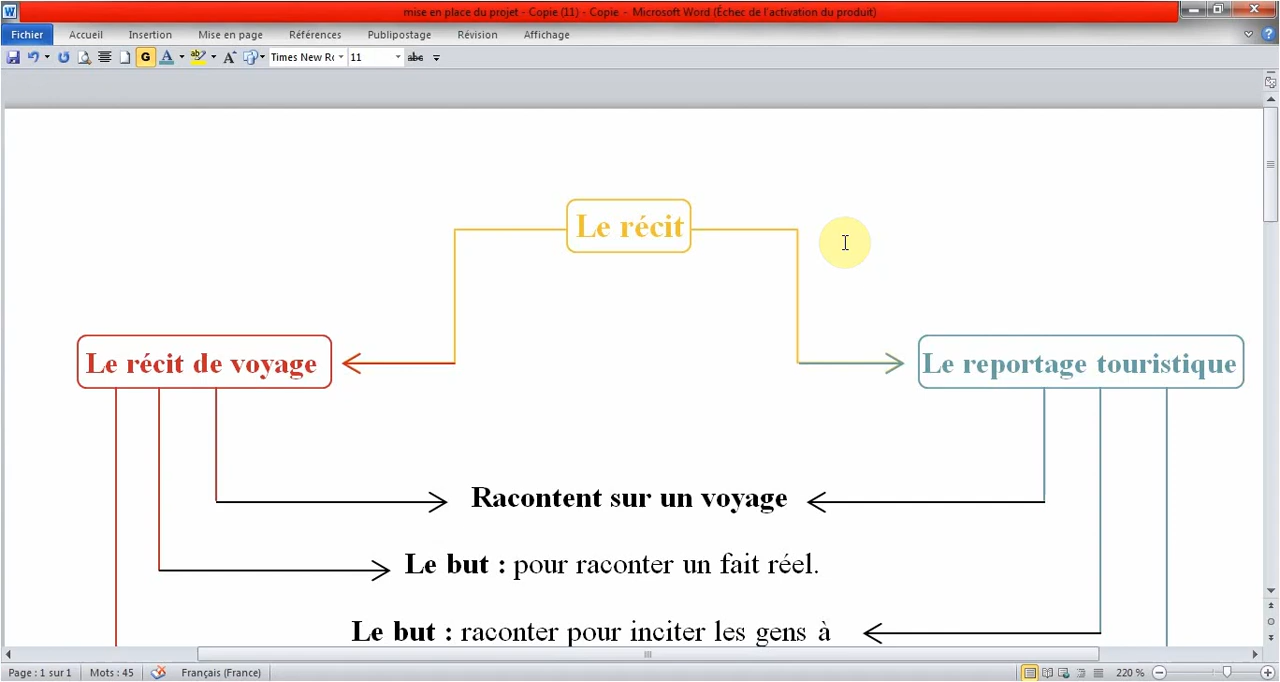 mise en place du projet - Copie (11) - Copie - Microsoft Word (Échec de l'activation du produit)
Fichier Accueil Insertion Mise en page Références Publipostage Révision Affichage
G A ab A Times New Ro 11 abc
Le récit
Le récit de voyage Le reportage touristique
Racontent sur un voyage
Le but : pour raconter un fait réel.
Le but : raconter pour inciter les gens à
Page : 1 sur 1 Mots : 45 Français (France) 220 %